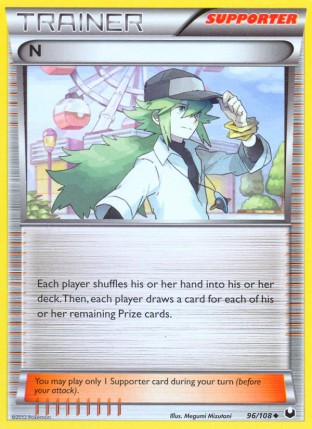 TRAINER SUPPORTER
N
Each player shuffles his or her hand into his or her
deck. Then, each player draws a card for each of his
or her remaining Prize cards.
You may play only 1 Supporter card during your turn (before
your attack).
©2012 Pokémon Illus. Megumi Mizutani 96/108